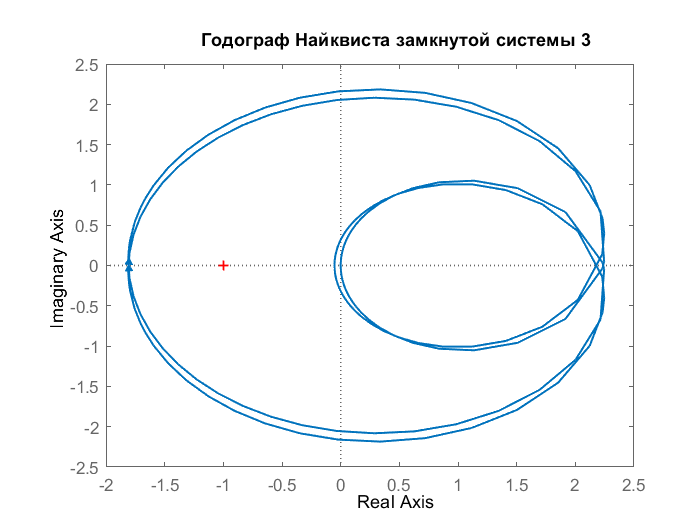 Годограф Найквиста замкнутой системы 3
2.5
2
1.5
1
0.5
0
-0.5
-1
-1.5
-2
-2.5
Imaginary Axis
-2 -1.5 -1 -0.5 0 0.5 1 1.5 2 2.5
Real Axis